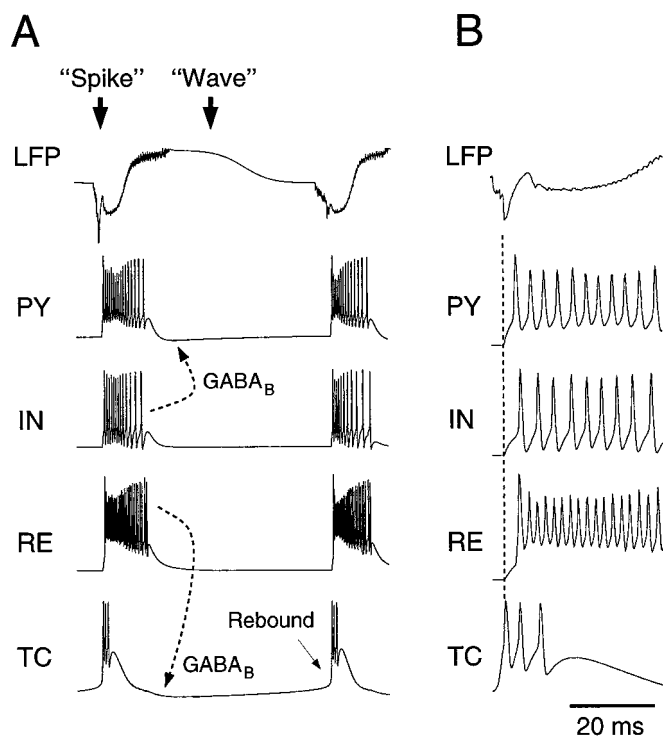 A
B
“Spike” “Wave”
LFP
LFP
PY
PY
GABAB
IN
IN
RE
RE
Rebound
TC
GABAB
TC
20 ms